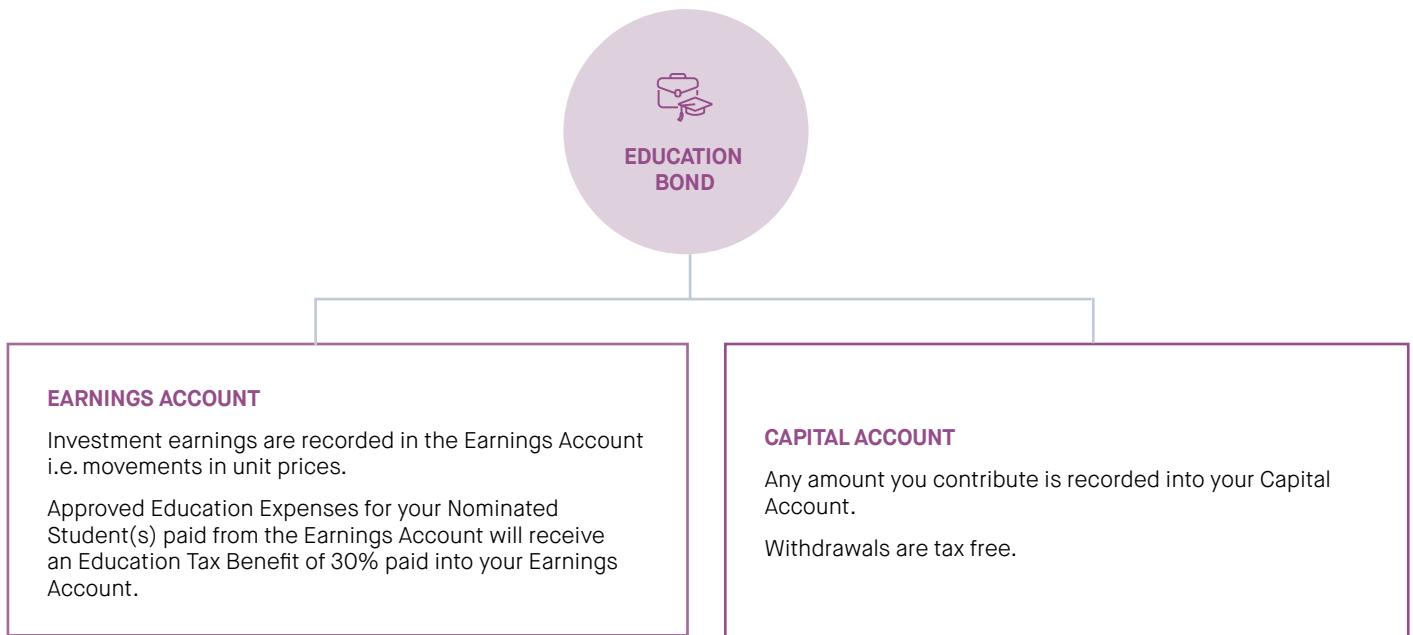 EDUCATION
BOND
EARNINGS ACCOUNT
Investment earnings are recorded in the Earnings Account
i.e. movements in unit prices.
Approved Education Expenses for your Nominated
Student(s) paid from the Earnings Account will receive
an Education Tax Benefit of 30% paid into your Earnings
Account.
CAPITAL ACCOUNT
Any amount you contribute is recorded into your Capital
Account.
Withdrawals are tax free.